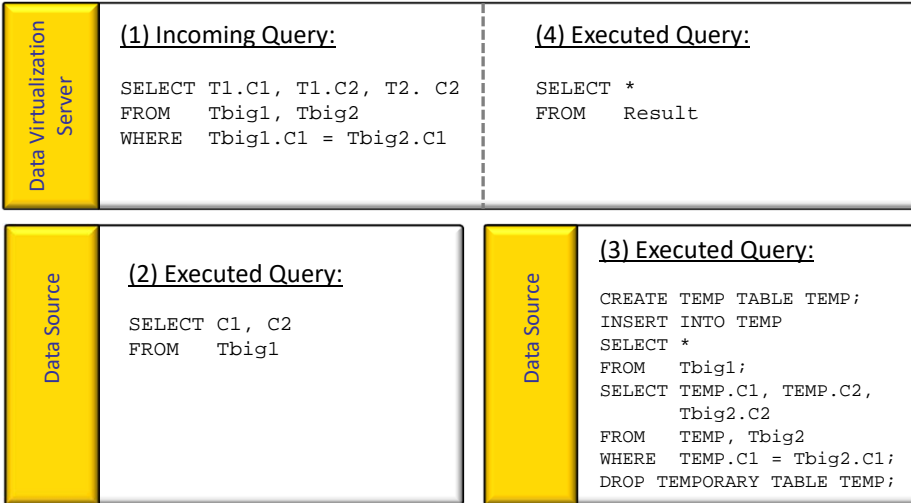 Data Virtualization
Server
(1) Incoming Query:
SELECT T1.C1, T1.C2, T2. C2
FROM Tbig1, Tbig2
WHERE Tbig1.C1 = Tbig2.C1
(4) Executed Query:
SELECT *
FROM Result
Data Source
(2) Executed Query:
SELECT C1, C2
FROM Tbig1
Data Source
(3) Executed Query:
CREATE TEMP TABLE TEMP;
INSERT INTO TEMP
SELECT *
FROM Tbig1;
SELECT TEMP.C1, TEMP.C2,
Tbig2.C2
FROM TEMP, Tbig2
WHERE TEMP.C1 = Tbig2.C1;
DROP TEMPORARY TABLE TEMP;